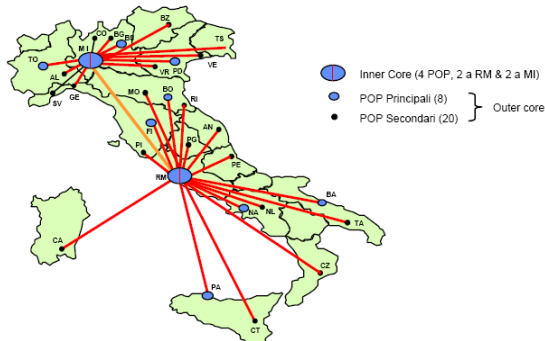 BZ
CO
BG
BS
TS
MI
TO
VE
AL
VR
PD
SV
GE
MO
BO
RI
FI
AN
PI
PG
PE
RM
BA
NA
NL
TA
CA
CZ
PA
CT
Inner Core (4 POP, 2 a RM & 2 a MI)
POP Principali (8)
Outer core
POP Secondari (20)